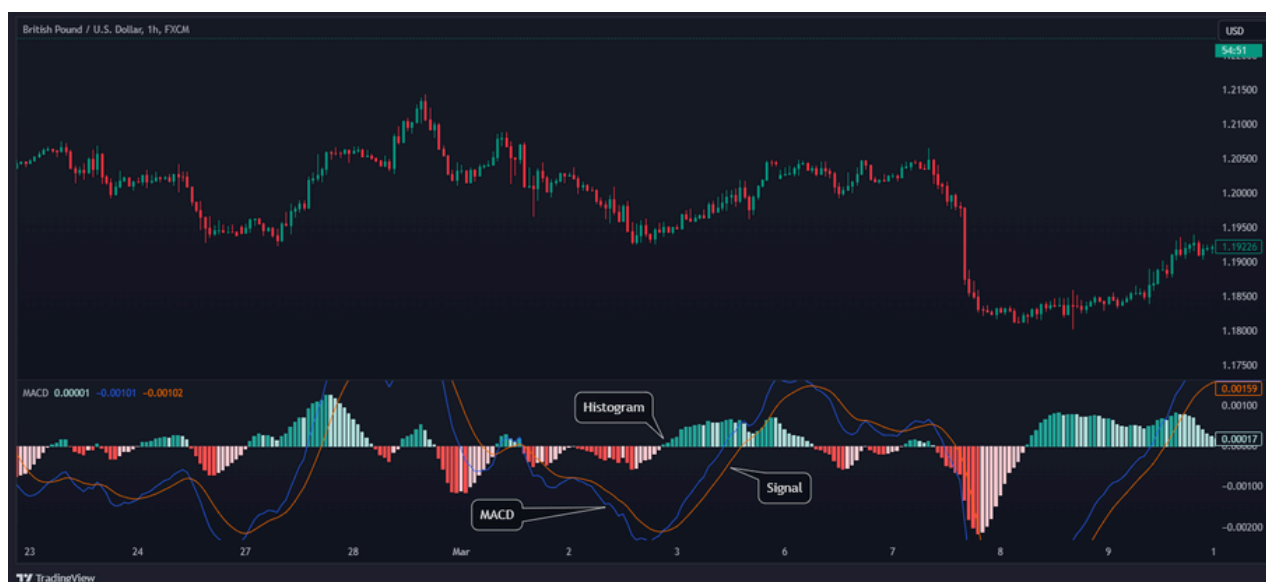 British Pound / U.S. Dollar, 1h, FXCM
USD
54:51
1.21500
1.21000
1.20500
1.20000
1.19500
1.19226
1.19000
1.18500
1.18000
1.17500
MACD 0.00001 −0.00101 −0.00102
0.00159
Histogram
0.00100
0.00017
0.00000
Signal
−0.00100
MACD
−0.00200
23 24 27 28 Mar 2 3 6 7 8 9 1
TradingView